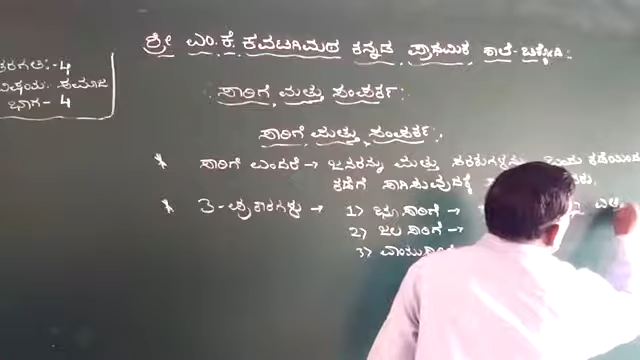 ತರಗತಿ:-4
ವಿಷಯ: ಸಮಾಜ
ಭಾಗ- 4
ಶ್ರೀ ಎಂ.ಕೆ. ಕವಟಗಿಮಠ ಕನ್ನಡ ಪ್ರಾಥಮಿಕ ಶಾಲೆ-
ಸಾರಿಗೆ ಮತ್ತು ಸಂಪರ್ಕ:
ಸಾರಿಗೆ ಮತ್ತು ಸಂಪರ್ಕ.
* ಸಾರಿಗೆ ಎಂದರೆ → ಜನರನ್ನು ಮತ್ತು ಸರಕುಗಳನ್ನು ಒಂದು ಕಡೆಯಿಂದ
ಕಡೆಗೆ ಸಾಗಿಸುವುದಕ್ಕೆ
* 3-ಪ್ರಕಾರಗಳು → 1) ಭೂ.ಸಾರಿಗೆ →
2) ಜಲ ಸಾರಿಗೆ →
3) ವಾಯುಸಾರಿಗೆ